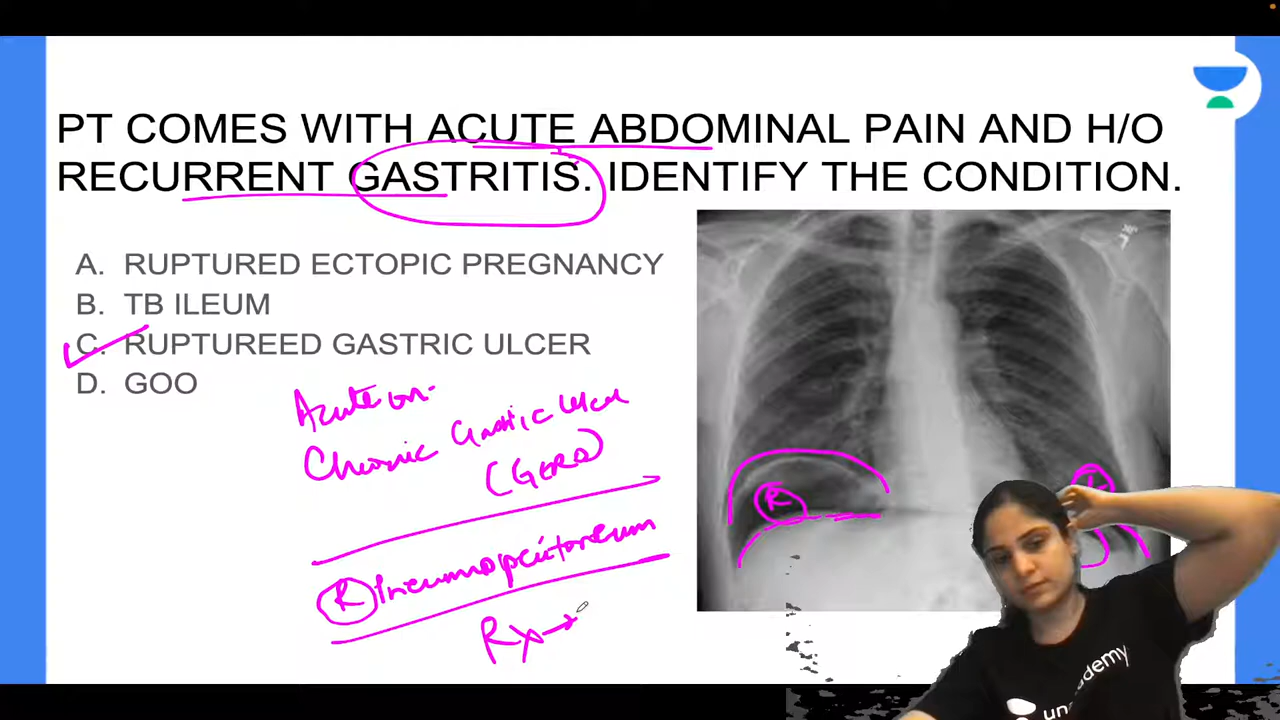 PT COMES WITH ACUTE ABDOMINAL PAIN AND H/O
RECURRENT GASTRITIS. IDENTIFY THE CONDITION.
A. RUPTURED ECTOPIC PREGNANCY
B. TB ILEUM
C. RUPTUREED GASTRIC ULCER
D. GOO
Acute on
Chronic Gastric Ulcer
(GERD)
R Pneumoperitoneum
Rx→
R
L